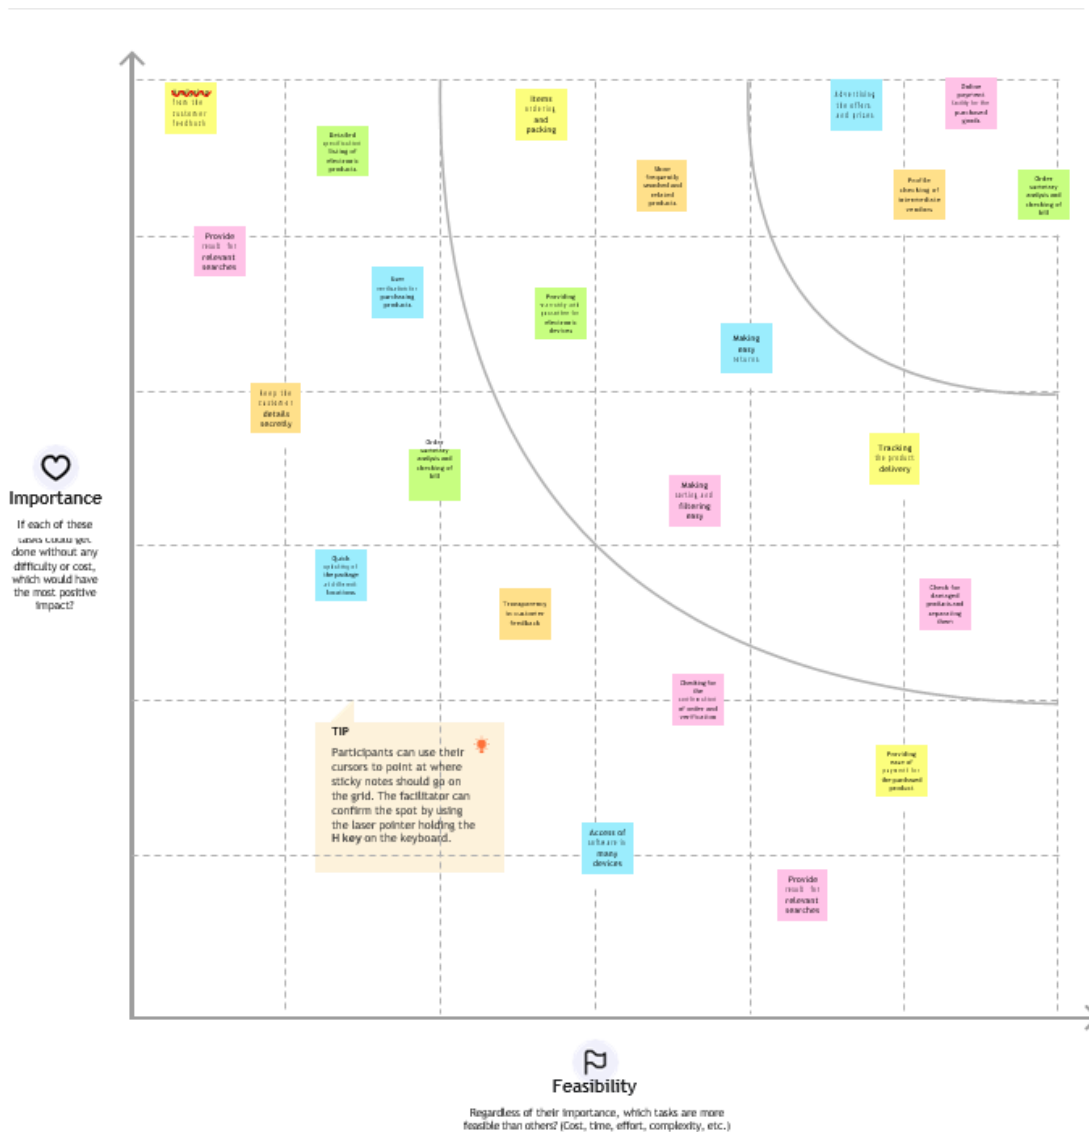 from the
customer
feedback
Detailed
specification
listing of
electronic
products
Items
ordering
and
packing
More
frequently
searched and
related
products
Advertising
the offers
and prizes
Online
payment
facility for the
purchased
goods
Profile
checking of
intermediate
vendors
Order
summary
analysis and
checking of
bill
Provide
result for
relevant
searches
User
verification for
purchasing
products
Providing
warranty and
guarantee for
electronic
devices
Making
easy
returns
Keep the
customer
details
secretly
Order
summary
analysis and
checking of
bill
Tracking
the product
delivery
Making
sorting and
filtering
easy
Importance
If each of these
tasks could get
done without any
difficulty or cost,
which would have
the most positive
impact?
Quick
updating of
the package
at different
locations
Transparency
in customer
feedback
Check for
damaged
products and
separating
them
Checking for
the
confirmation
of order and
verification
TIP
Participants can use their
cursors to point at where
sticky notes should go on
the grid. The facilitator can
confirm the spot by using
the laser pointer holding the
H key on the keyboard.
Providing
ease of
payment for
the purchased
product
Access of
software in
many
devices
Provide
result for
relevant
searches
Feasibility
Regardless of their importance, which tasks are more
feasible than others? (Cost, time, effort, complexity, etc.)